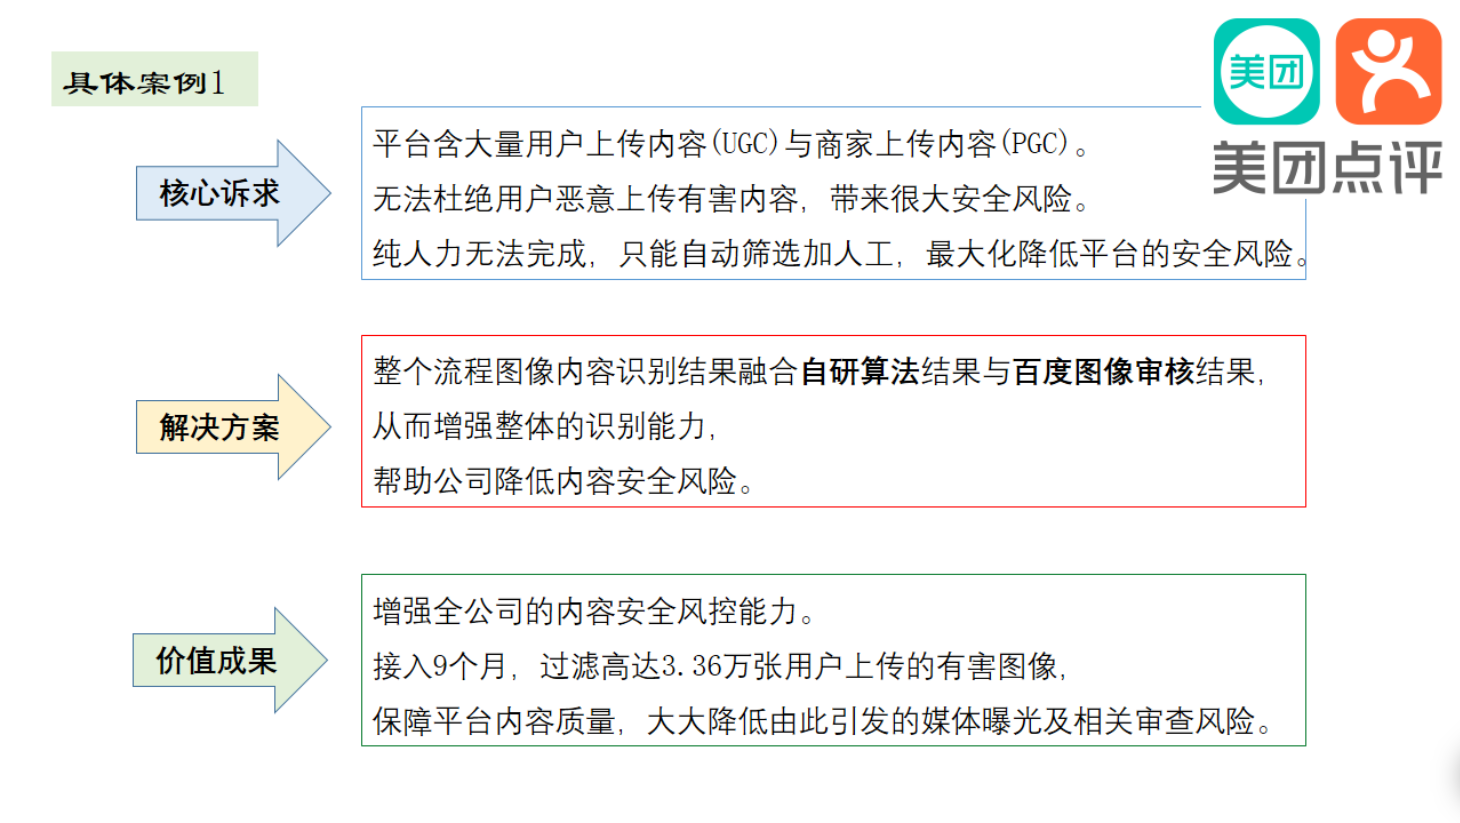 具体案例1
美团
美团点评
核心诉求
平台含大量用户上传内容(UGC)与商家上传内容(PGC)。
无法杜绝用户恶意上传有害内容，带来很大安全风险。
纯人力无法完成，只能自动筛选加人工，最大化降低平台的安全风险。
解决方案
整个流程图像内容识别结果融合自研算法结果与百度图像审核结果，
从而增强整体的识别能力，
帮助公司降低内容安全风险。
价值成果
增强全公司的内容安全风控能力。
接入9个月，过滤高达3.36万张用户上传的有害图像，
保障平台内容质量，大大降低由此引发的媒体曝光及相关审查风险。